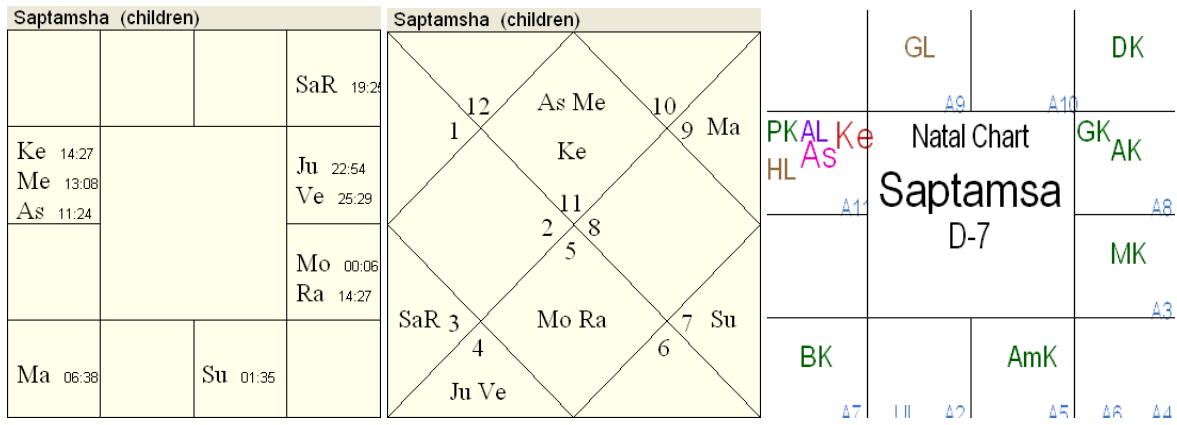 Saptamsha (children)
SaR 19:25
Ke 14:27
Me 13:08
As 11:24
Ju 22:54
Ve 25:29
Mo 00:06
Ra 14:27
Ma 06:38
Su 01:35
Saptamsha (children)
12
As Me
10
1
Ke
9 Ma
11
2
8
5
SaR 3
Mo Ra
7 Su
4
6
Ju Ve
GL
DK
A9
A10
PK AL Ke
As
HL
A11
Natal Chart
Saptamsa
D-7
GK
AK
A8
MK
A3
BK
AmK
A7
UL
A2
A5
A6
A4